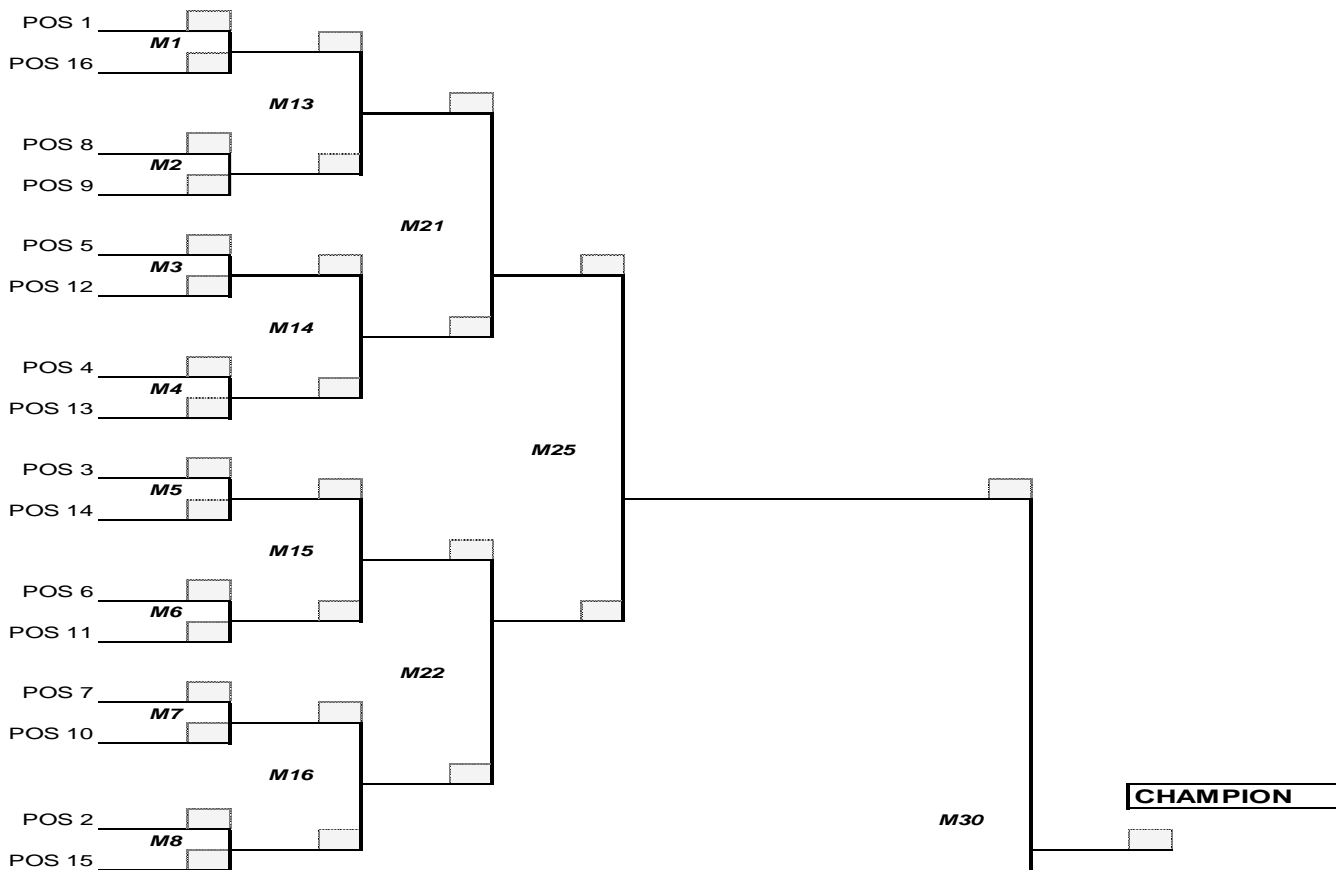 POS 1
M1
POS 16
M13
POS 8
M2
POS 9
M21
POS 5
M3
POS 12
M14
POS 4
M4
POS 13
M25
POS 3
M5
POS 14
M15
POS 6
M6
POS 11
M22
POS 7
M7
POS 10
M16
CHAMPION
POS 2
M30
M8
POS 15